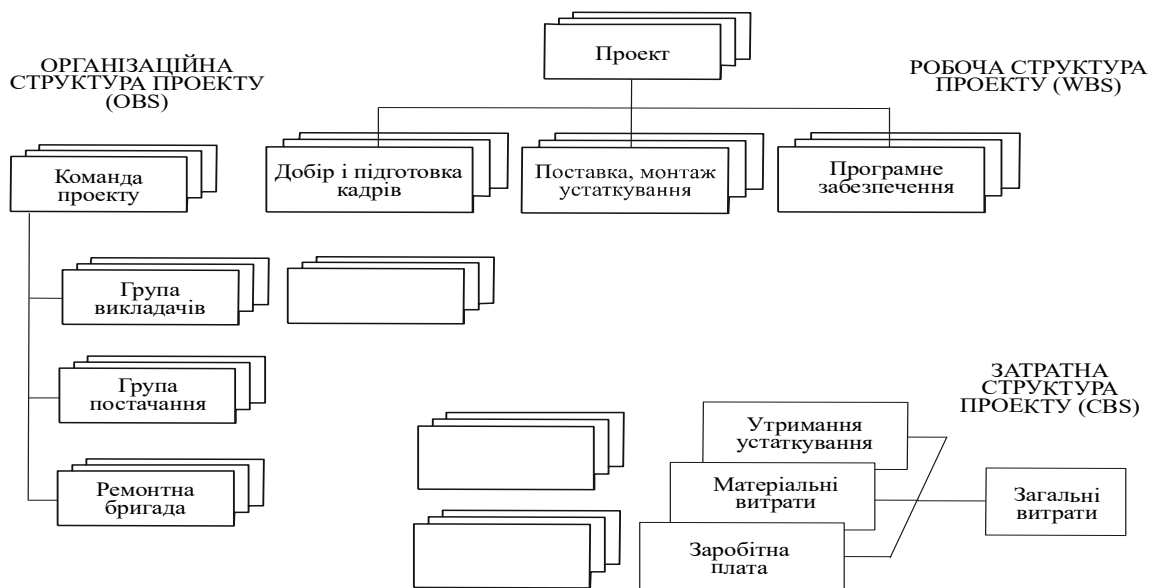 Проект
ОРГАНІЗАЦІЙНА
СТРУКТУРА ПРОЕКТУ
(OBS)
РОБОЧА СТРУКТУРА
ПРОЕКТУ (WBS)
Команда
проекту
Добір і підготовка
кадрів
Поставка, монтаж
устаткування
Програмне
забезпечення
Група
викладачів
Група
постачання
Ремонтна
бригада
ЗАТРАТНА
СТРУКТУРА
ПРОЕКТУ (CBS)
Утримання
устаткування
Матеріальні
витрати
Заробітна
плата
Загальні
витрати